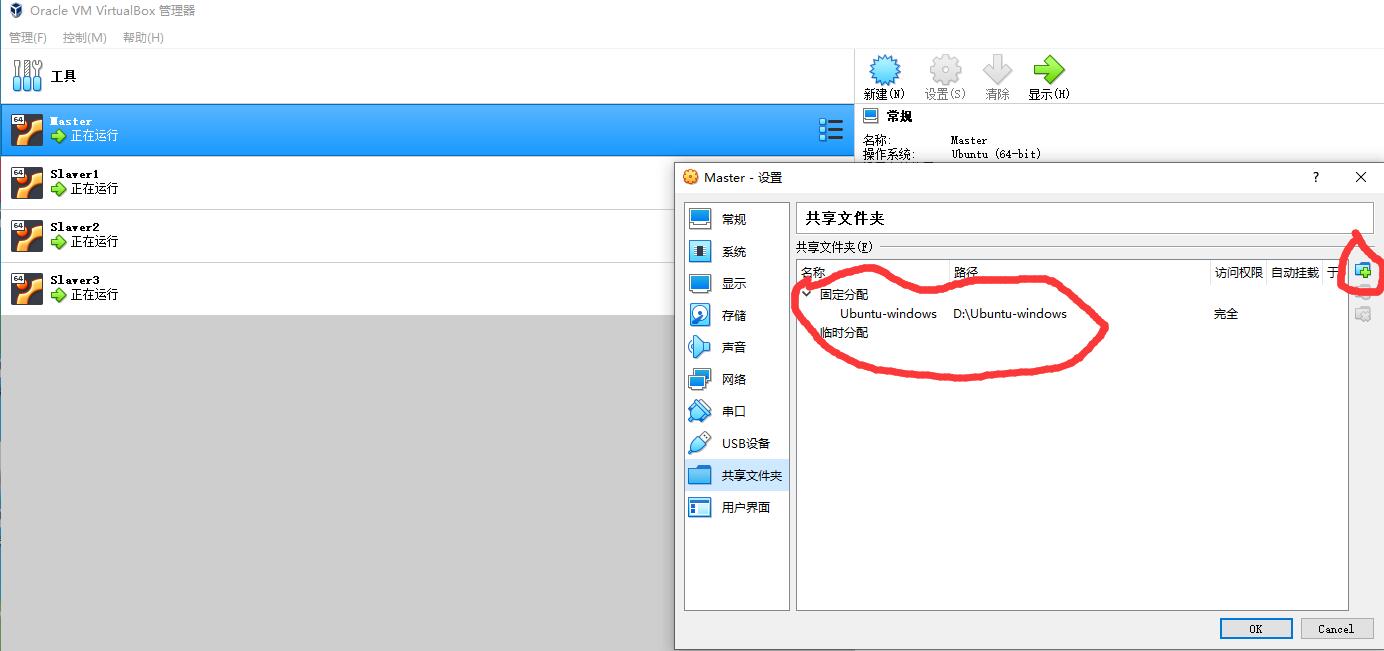 Oracle VM VirtualBox 管理器
管理(F) 控制(M) 帮助(H)
工具
新建(N) 设置(S) 清除 显示(H)
64 Master
正在运行
64 Slaver1
正在运行
64 Slaver2
正在运行
64 Slaver3
正在运行
常规
名称: Master
操作系统: Ubuntu (64-bit)
Master - 设置
常规
系统
显示
存储
声音
网络
串口
USB设备
共享文件夹
用户界面
共享文件夹
共享文件夹(F)
名称 路径 访问权限 自动挂载 于
固定分配
Ubuntu-windows D:\Ubuntu-windows 完全
临时分配
OK Cancel